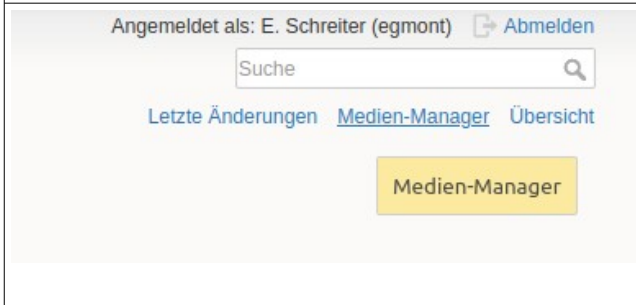 Angemeldet als: E. Schreiter (egmont) Abmelden
Suche
Letzte Änderungen Medien-Manager Übersicht
Medien-Manager